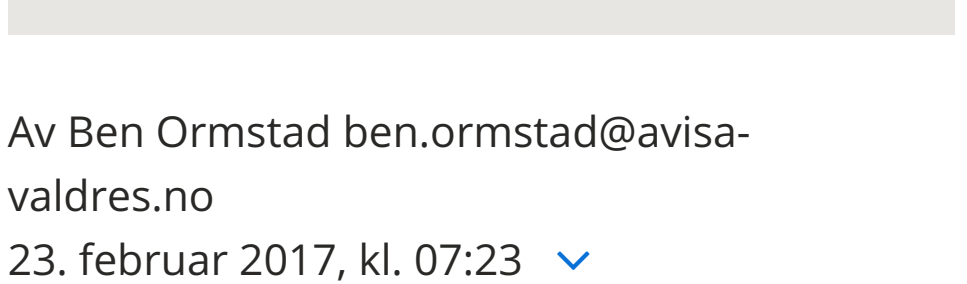 Av Ben Ormstad ben.ormstad@avisa-
valdres.no
23. februar 2017, kl. 07:23